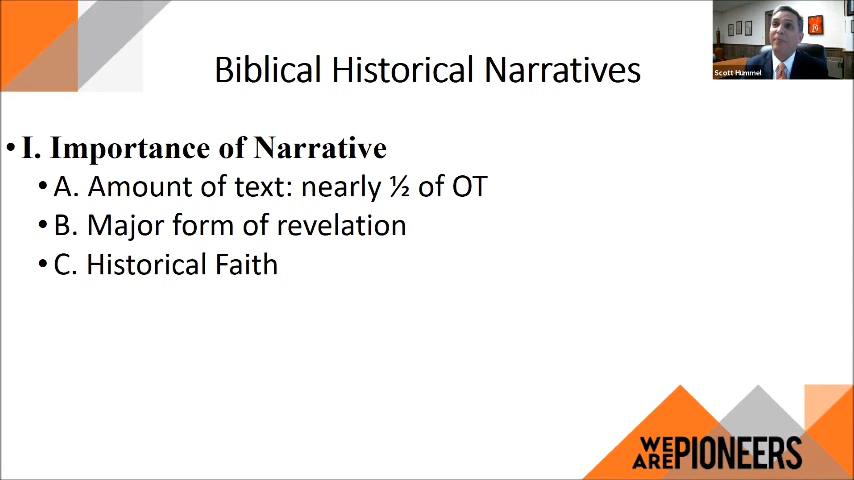 Biblical Historical Narratives
Scott Hummel
• I. Importance of Narrative
• A. Amount of text: nearly ½ of OT
• B. Major form of revelation
• C. Historical Faith
WE ARE PIONEERS